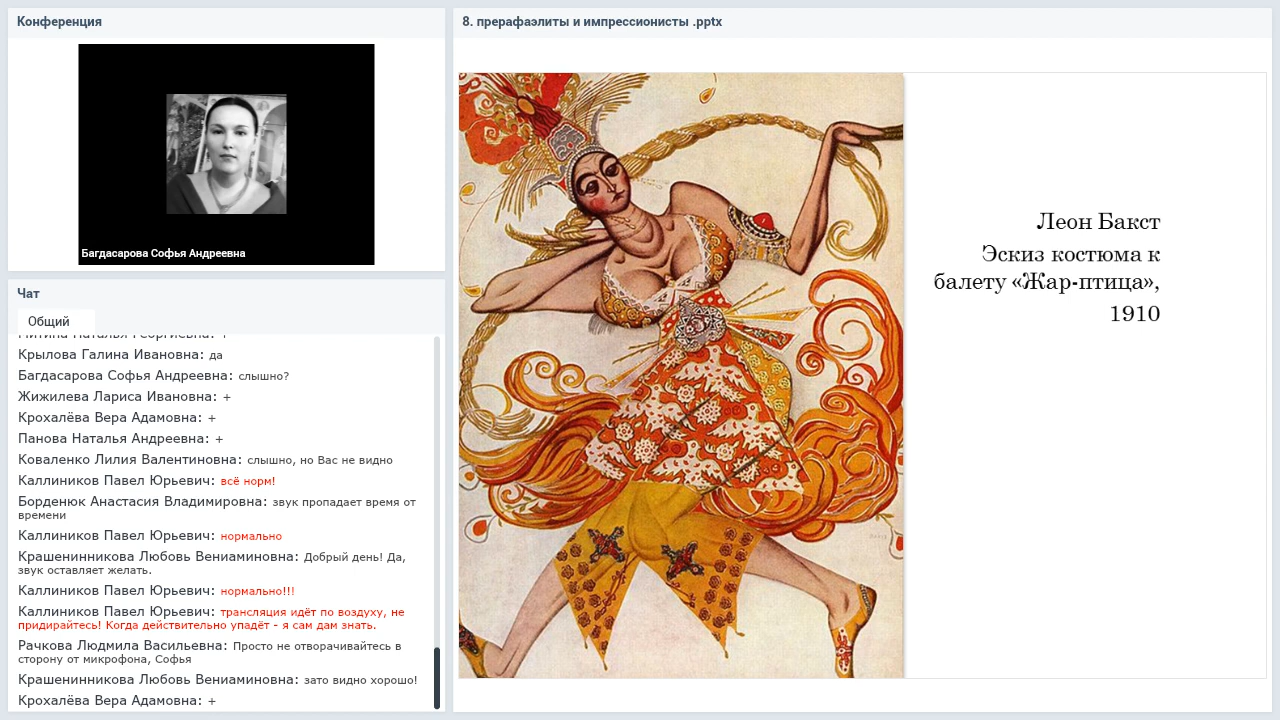 Конференция
Багдасарова Софья Андреевна
Чат
Общий
Крылова Галина Ивановна: да
Багдасарова Софья Андреевна: слышно?
Жижилева Лариса Ивановна: +
Крохалёва Вера Адамовна: +
Панова Наталья Андреевна: +
Коваленко Лилия Валентиновна: слышно, но Вас не видно
Каллиников Павел Юрьевич: всё норм!
Борденюк Анастасия Владимировна: звук пропадает время от
времени
Каллиников Павел Юрьевич: нормально
Крашенинникова Любовь Вениаминовна: Добрый день! Да,
звук оставляет желать.
Каллиников Павел Юрьевич: нормально!!!
Каллиников Павел Юрьевич: трансляция идёт по воздуху, не
придирайтесь! Когда действительно упадёт - я сам дам знать.
Рачкова Людмила Васильевна: Просто не отворачивайтесь в
сторону от микрофона, Софья
Крашенинникова Любовь Вениаминовна: зато видно хорошо!
Крохалёва Вера Адамовна: +
8. прерафаэлиты и импрессионисты .pptx
Леон Бакст
Эскиз костюма к
балету «Жар-птица»,
1910